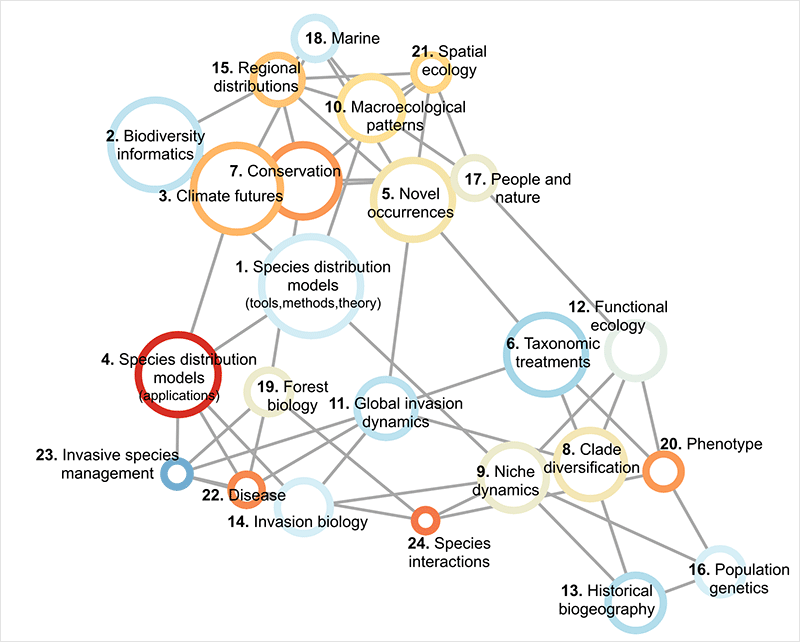 18. Marine
21. Spatial
ecology
15. Regional
distributions
10. Macroecological
patterns
2. Biodiversity
informatics
7. Conservation
3. Climate futures
5. Novel
occurrences
17. People and
nature
1. Species distribution
models
(tools,methods,theory)
12. Functional
ecology
6. Taxonomic
treatments
4. Species distribution
models
(applications)
19. Forest
biology
11. Global invasion
dynamics
23. Invasive species
management
22. Disease
14. Invasion biology
9. Niche
dynamics
8. Clade
diversification
20. Phenotype
24. Species
interactions
16. Population
genetics
13. Historical
biogeography